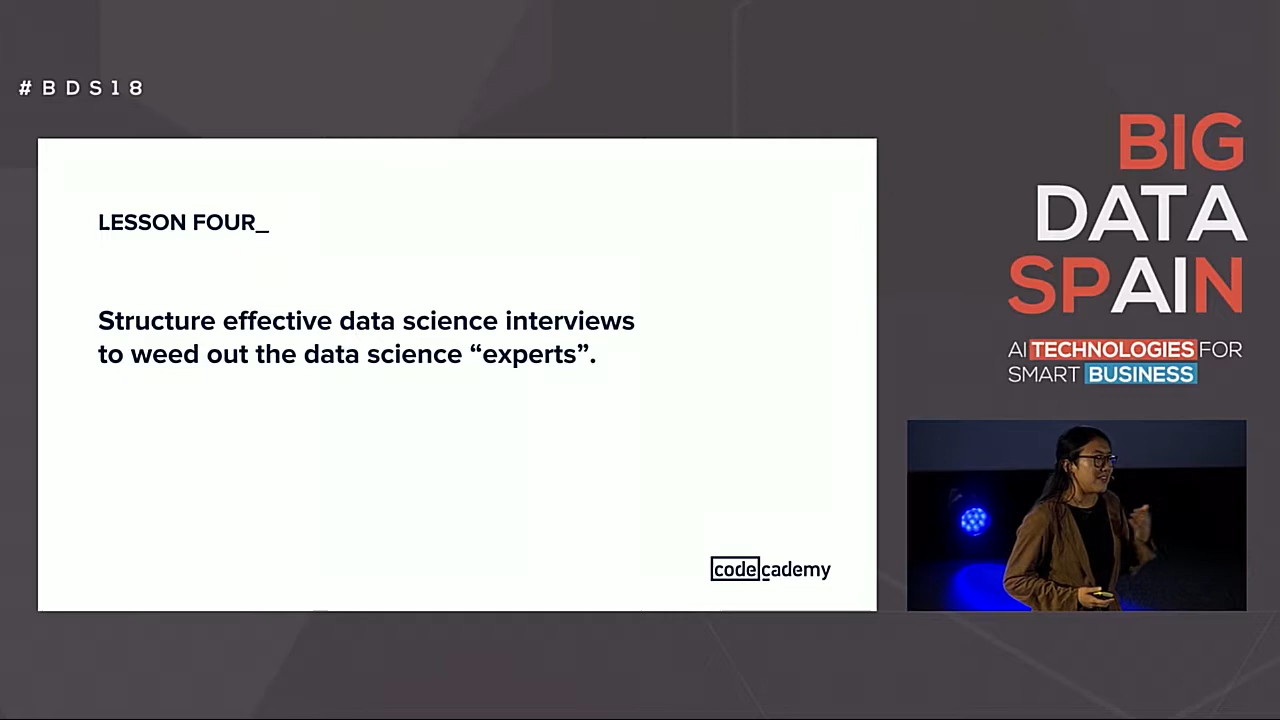 #BDS18
LESSON FOUR_
Structure effective data science interviews
to weed out the data science “experts”.
codecademy
BIG
DATA
SPAIN
AI TECHNOLOGIES FOR
SMART BUSINESS